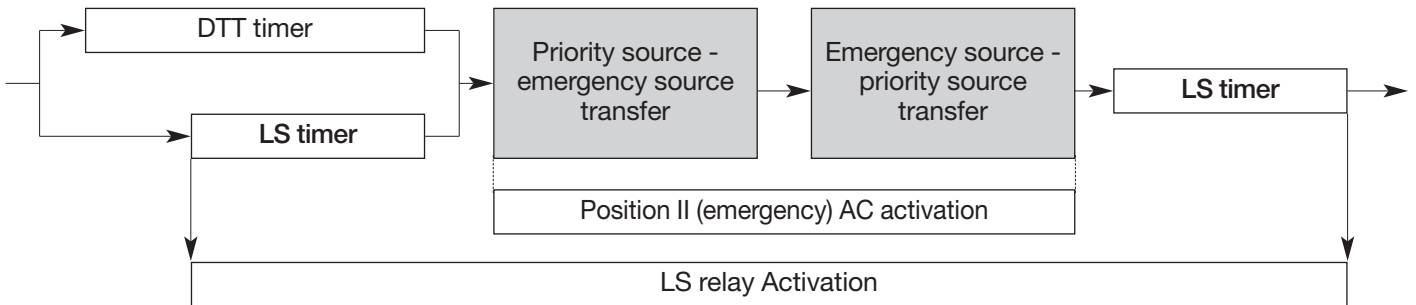 DTT timer
Priority source -
emergency source
transfer
Emergency source -
priority source
transfer
LS timer
LS timer
Position II (emergency) AC activation
LS relay Activation